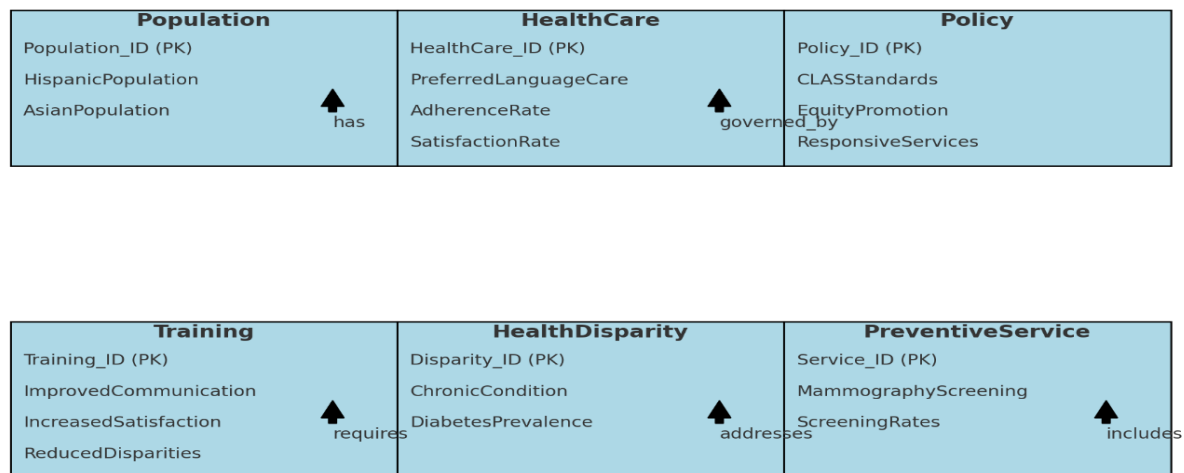 Population
Population_ID (PK)
HispanicPopulation
AsianPopulation
has
HealthCare
HealthCare_ID (PK)
PreferredLanguageCare
AdherenceRate
governed_by
SatisfactionRate
Policy
Policy_ID (PK)
CLASStandards
EquityPromotion
ResponsiveServices
Training
Training_ID (PK)
ImprovedCommunication
IncreasedSatisfaction
requires
ReducedDisparities
HealthDisparity
Disparity_ID (PK)
ChronicCondition
DiabetesPrevalence
addresses
PreventiveService
Service_ID (PK)
MammographyScreening
ScreeningRates
includes